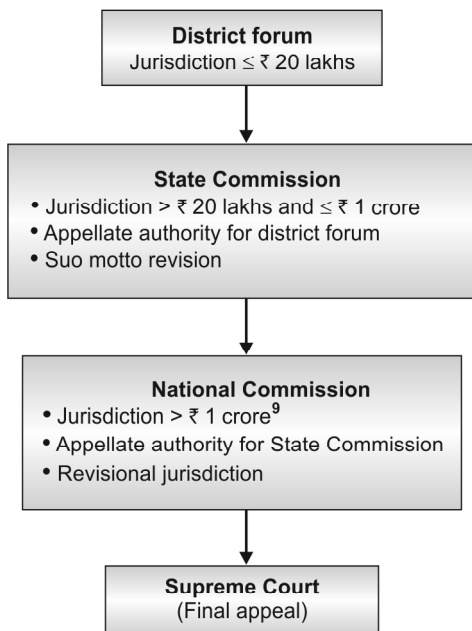 District forum
Jurisdiction ≤ ₹ 20 lakhs
State Commission
• Jurisdiction > ₹ 20 lakhs and ≤ ₹ 1 crore
• Appellate authority for district forum
• Suo motto revision
National Commission
• Jurisdiction > ₹ 1 crore⁹
• Appellate authority for State Commission
• Revisional jurisdiction
Supreme Court
(Final appeal)